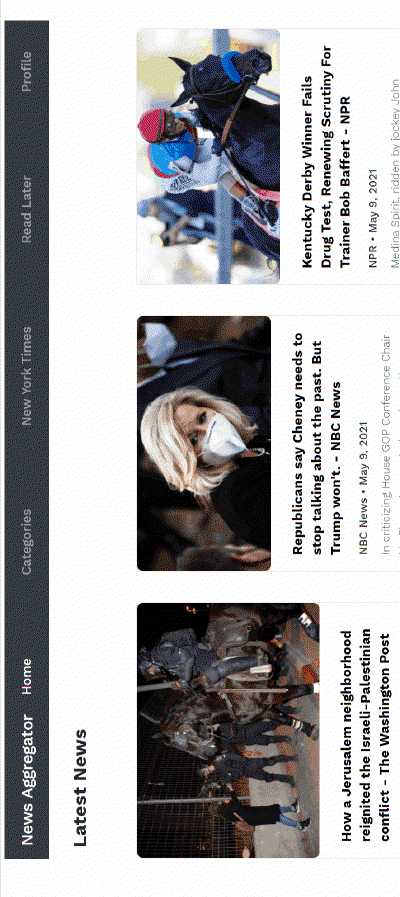 News Aggregator Home Categories New York Times Read Later Profile
Latest News
How a Jerusalem neighborhood
reignited the Israeli-Palestinian
conflict - The Washington Post
Republicans say Cheney needs to
stop talking about the past. But
Trump won't. - NBC News
NBC News • May 9, 2021
In criticizing House GOP Conference Chair
Kentucky Derby Winner Fails
Drug Test, Renewing Scrutiny For
Trainer Bob Baffert - NPR
NPR • May 9, 2021
Medina Spirit, ridden by jockey John